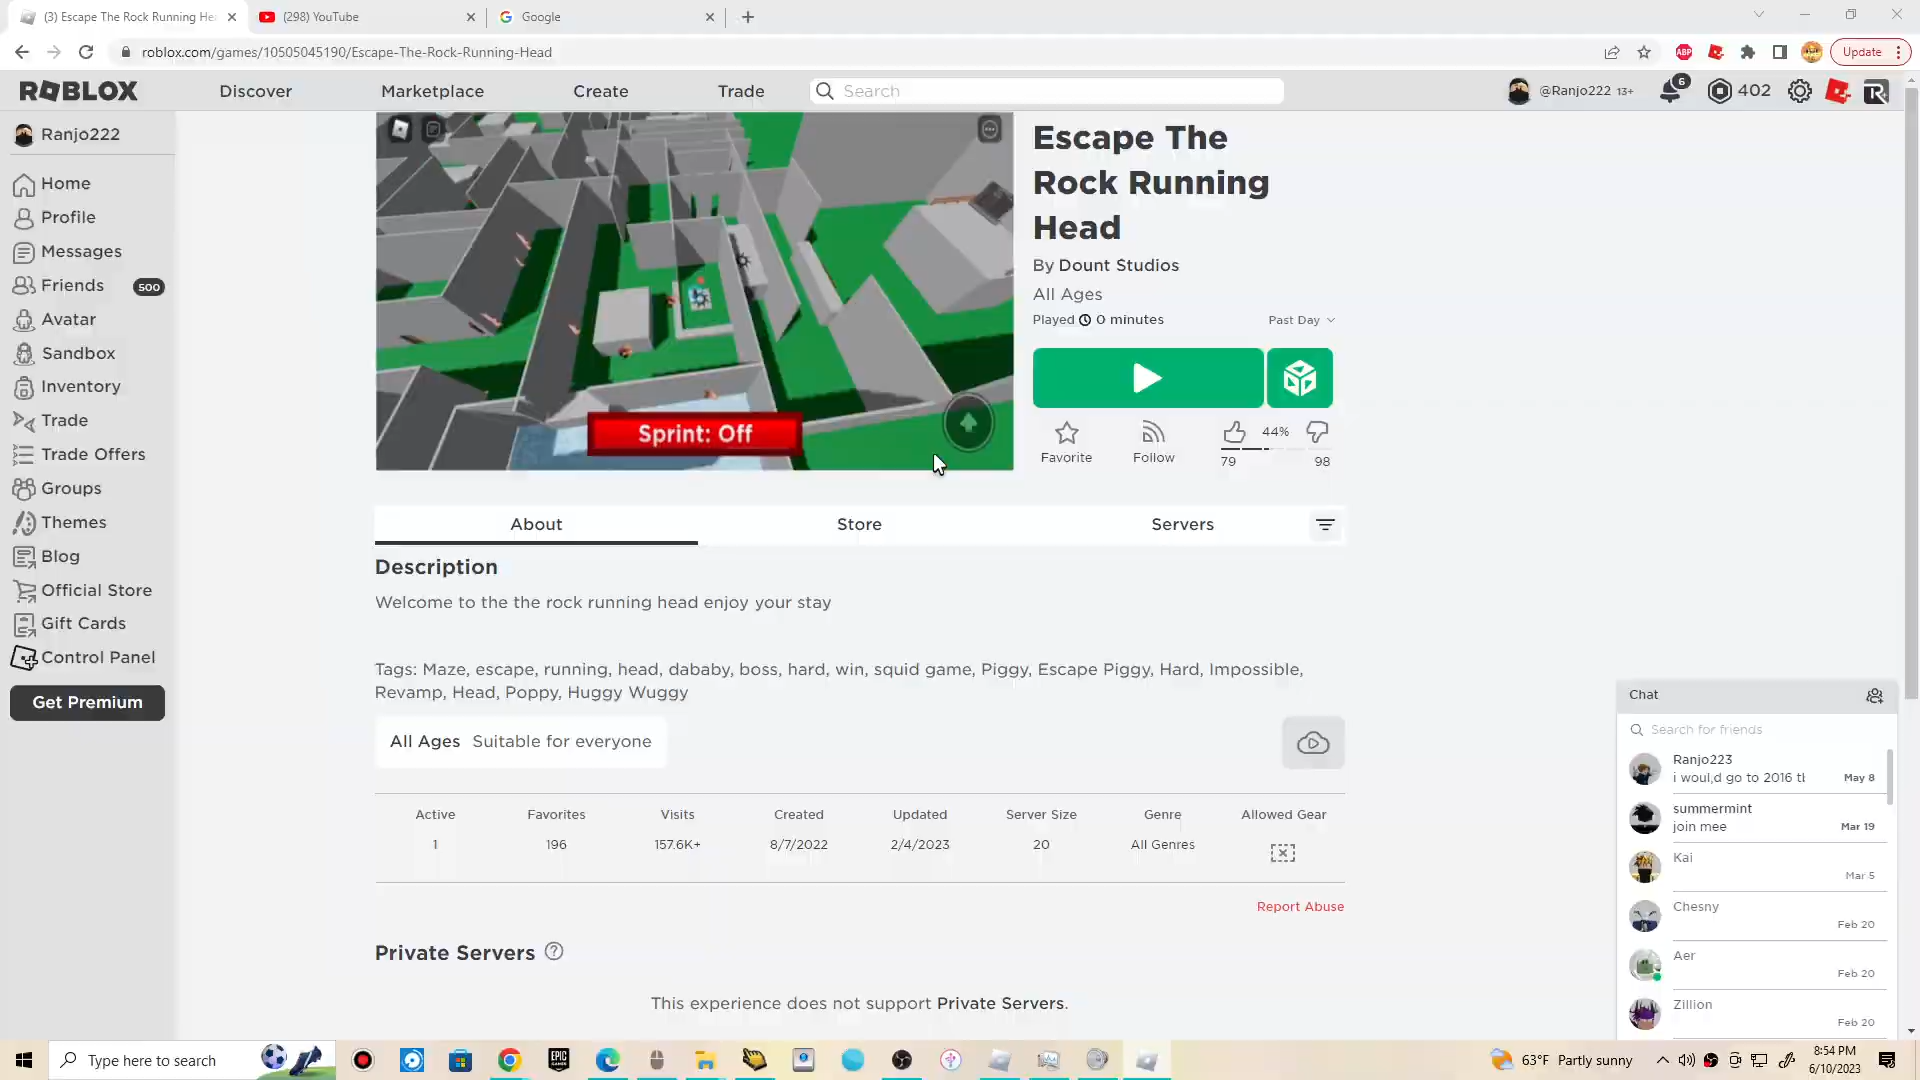 (3) Escape The Rock Running He
(298) YouTube
Google
roblox.com/games/10505045190/Escape-The-Rock-Running-Head
ABP
Update
ROBLOX
Discover
Marketplace
Create
Trade
Search
@Ranjo222 13+
6
402
Ranjo222
Home
Profile
Messages
Friends
500
Avatar
Sandbox
Inventory
Trade
Trade Offers
Groups
Themes
Blog
Official Store
Gift Cards
Control Panel
Get Premium
Sprint: Off
Escape The
Rock Running
Head
By Dount Studios
All Ages
Played 0 minutes
Past Day
Favorite
Follow
44%
79
98
About
Store
Servers
Description
Welcome to the the rock running head enjoy your stay
Tags: Maze, escape, running, head, dababy, boss, hard, win, squid game, Piggy, Escape Piggy, Hard, Impossible,
Revamp, Head, Poppy, Huggy Wuggy
All Ages Suitable for everyone
Active Favorites Visits Created Updated Server Size Genre Allowed Gear
1 196 157.6K+ 8/7/2022 2/4/2023 20 All Genres
Report Abuse
Private Servers
This experience does not support Private Servers.
Chat
Search for friends
Ranjo223
i woul,d go to 2016 tl
May 8
summermint
join mee
Mar 19
Kai
Mar 5
Chesny
Feb 20
Aer
Feb 20
Zillion
Feb 20
Type here to search
EPIC GAMES
63°F Partly sunny
8:54 PM
6/10/2023